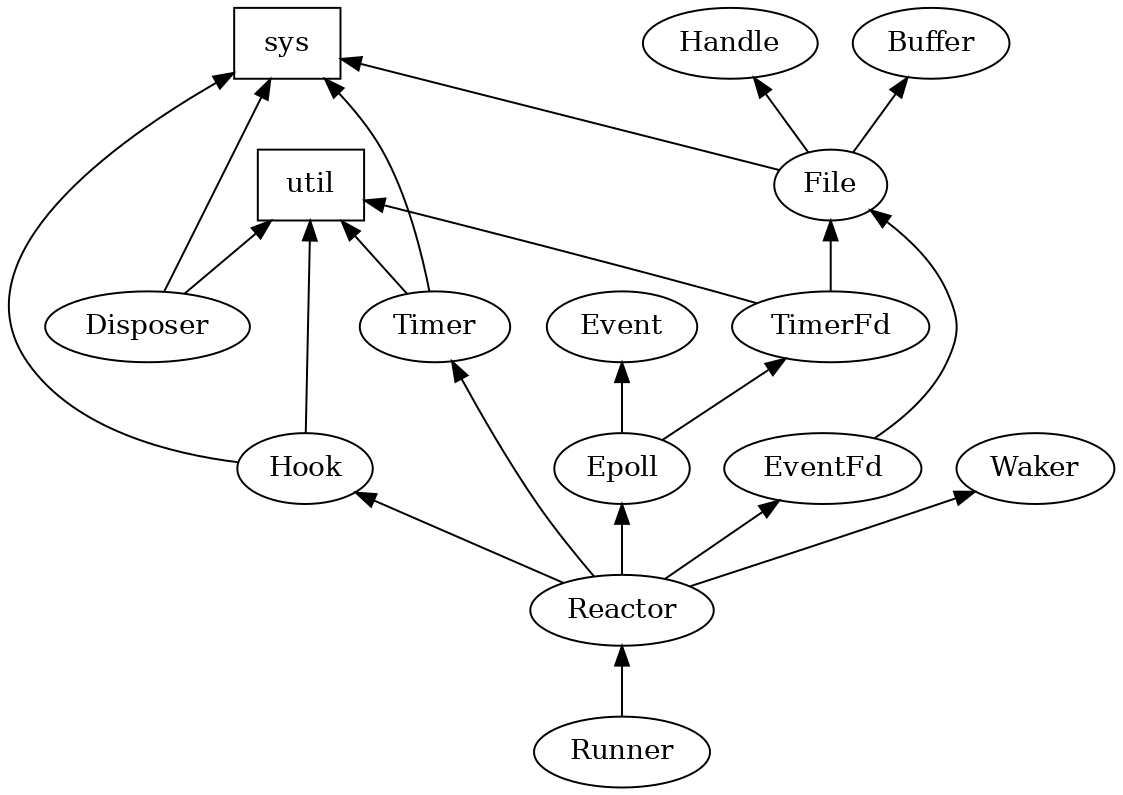 sys
Handle
Buffer
util
File
Disposer
Timer
Event
TimerFd
Hook
Epoll
EventFd
Waker
Reactor
Runner